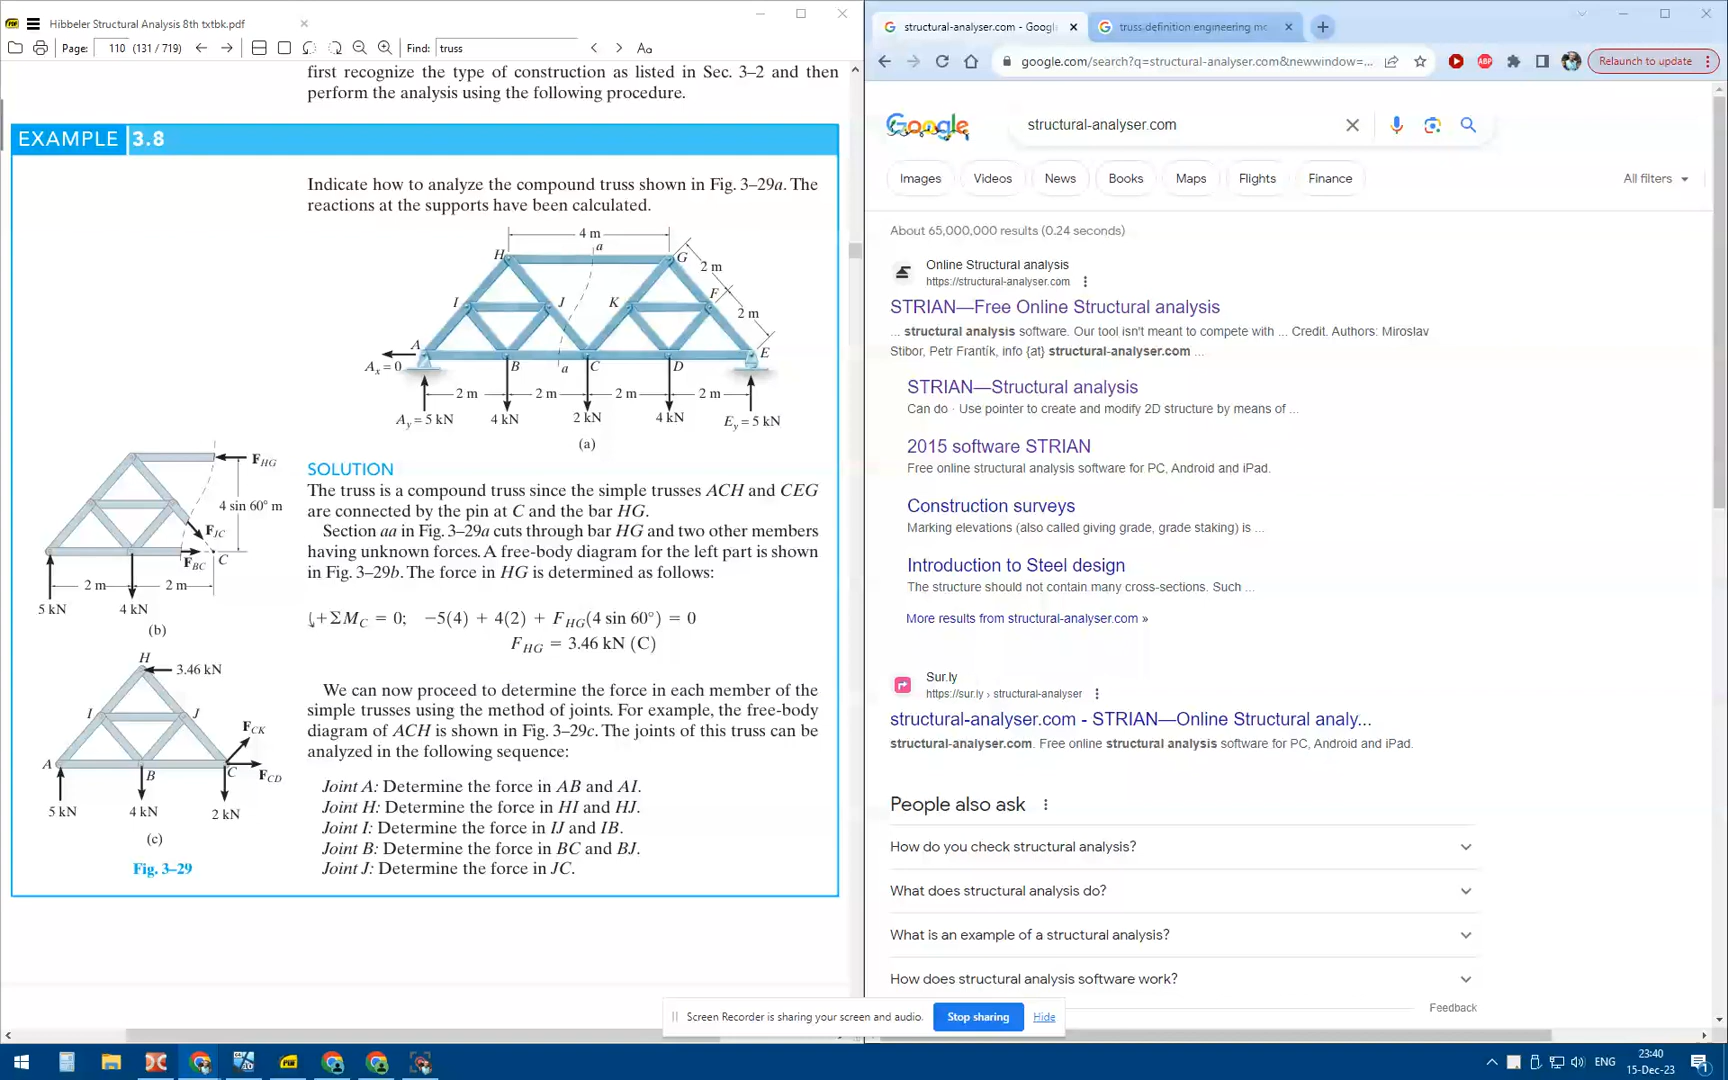 Hibbeler Structural Analysis 8th txtbk.pdf
Page: 110 (131 / 719) Find: truss Aa
first recognize the type of construction as listed in Sec. 3–2 and then
perform the analysis using the following procedure.
EXAMPLE 3.8
Indicate how to analyze the compound truss shown in Fig. 3–29a. The
reactions at the supports have been calculated.
4 m
a
H
G
2 m
I
J
K
F
2 m
A
E
Ax = 0
B
a
C
D
2 m 2 m 2 m 2 m
Ay = 5 kN 4 kN 2 kN 4 kN Ey = 5 kN
(a)
FHG
4 sin 60° m
FJC
FBC
C
2 m 2 m
5 kN 4 kN
(b)
SOLUTION
The truss is a compound truss since the simple trusses ACH and CEG
are connected by the pin at C and the bar HG.
Section aa in Fig. 3–29a cuts through bar HG and two other members
having unknown forces. A free-body diagram for the left part is shown
in Fig. 3–29b. The force in HG is determined as follows:
+ΣMC = 0; −5(4) + 4(2) + FHG(4 sin 60°) = 0
FHG = 3.46 kN (C)
H
3.46 kN
I
J
FCK
A
B
C
FCD
5 kN 4 kN 2 kN
(c)
Fig. 3–29
We can now proceed to determine the force in each member of the
simple trusses using the method of joints. For example, the free-body
diagram of ACH is shown in Fig. 3–29c. The joints of this truss can be
analyzed in the following sequence:
Joint A: Determine the force in AB and AI.
Joint H: Determine the force in HI and HJ.
Joint I: Determine the force in IJ and IB.
Joint B: Determine the force in BC and BJ.
Joint J: Determine the force in JC.
structural-analyser.com - Googl
truss definition engineering me
google.com/search?q=structural-analyser.com&newwindow=...
ABP
Relaunch to update
Google
structural-analyser.com
Images Videos News Books Maps Flights Finance All filters
About 65,000,000 results (0.24 seconds)
Online Structural analysis
https://structural-analyser.com
STRIAN—Free Online Structural analysis
... structural analysis software. Our tool isn't meant to compete with ... Credit. Authors: Miroslav
Stibor, Petr Frantík, info {at} structural-analyser.com ...
STRIAN—Structural analysis
Can do · Use pointer to create and modify 2D structure by means of ...
2015 software STRIAN
Free online structural analysis software for PC, Android and iPad.
Construction surveys
Marking elevations (also called giving grade, grade staking) is ...
Introduction to Steel design
The structure should not contain many cross-sections. Such ...
More results from structural-analyser.com »
Sur.ly
https://sur.ly › structural-analyser
structural-analyser.com - STRIAN—Online Structural analy...
structural-analyser.com. Free online structural analysis software for PC, Android and iPad.
People also ask
How do you check structural analysis?
What does structural analysis do?
What is an example of a structural analysis?
How does structural analysis software work?
Feedback
Screen Recorder is sharing your screen and audio. Stop sharing Hide
ENG
23:40
15-Dec-23
1